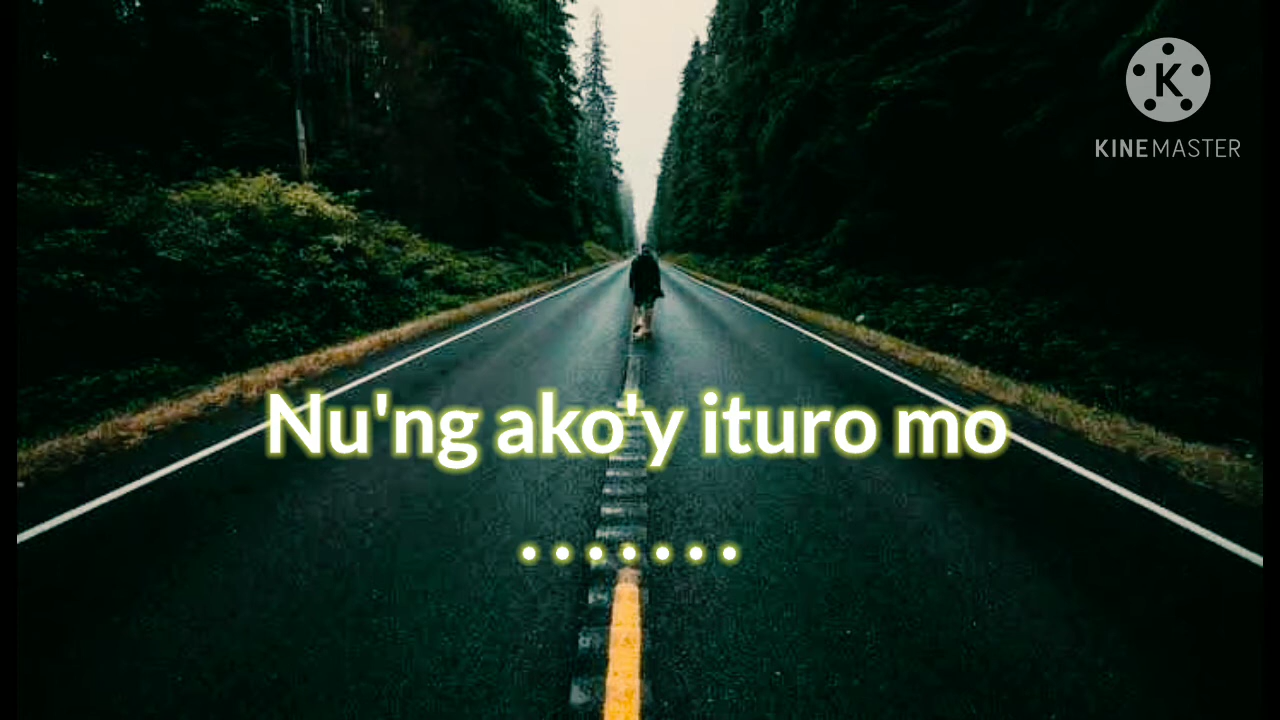 K
KINEMASTER
Nu'ng ako'y ituro mo
.......